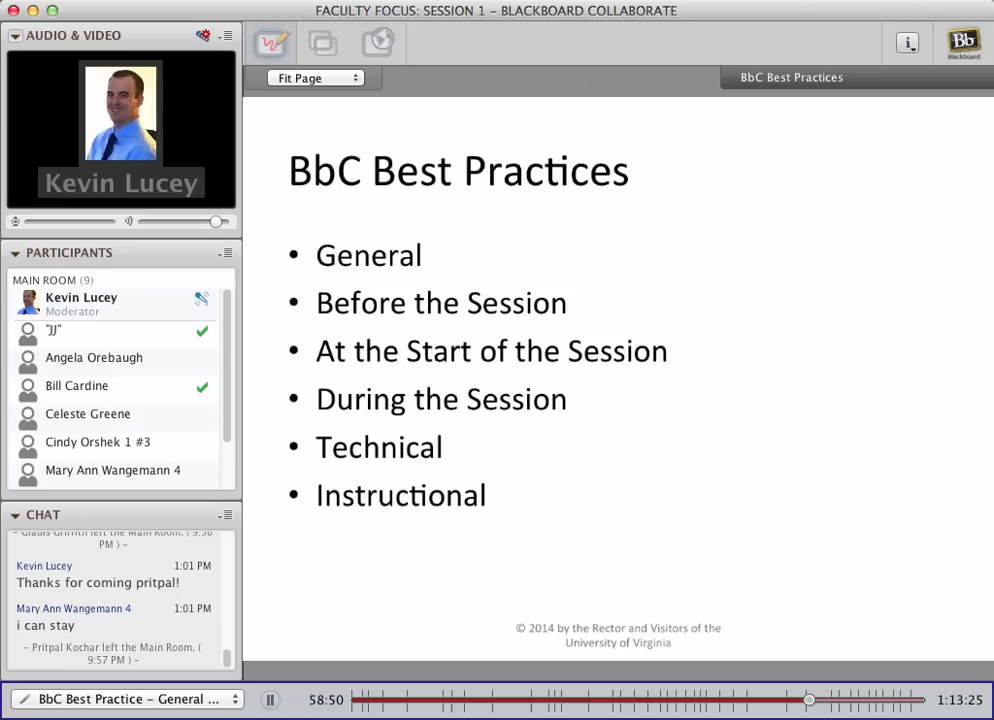 FACULTY FOCUS: SESSION 1 – BLACKBOARD COLLABORATE
AUDIO & VIDEO
Kevin Lucey
PARTICIPANTS
MAIN ROOM (9)
Kevin Lucey
Moderator
"JJ"
Angela Orebaugh
Bill Cardine
Celeste Greene
Cindy Orshek 1 #3
Mary Ann Wangemann 4
CHAT
left the Main Room. (
PM ) –
Kevin Lucey 1:01 PM
Thanks for coming pritpal!
Mary Ann Wangemann 4 1:01 PM
i can stay
– Pritpal Kochar left the Main Room. (
9:57 PM ) –
Fit Page
BbC Best Practices
i
Bb
Blackboard
BbC Best Practices
• General
• Before the Session
• At the Start of the Session
• During the Session
• Technical
• Instructional
© 2014 by the Rector and Visitors of the
University of Virginia
BbC Best Practice – General ...
58:50
1:13:25